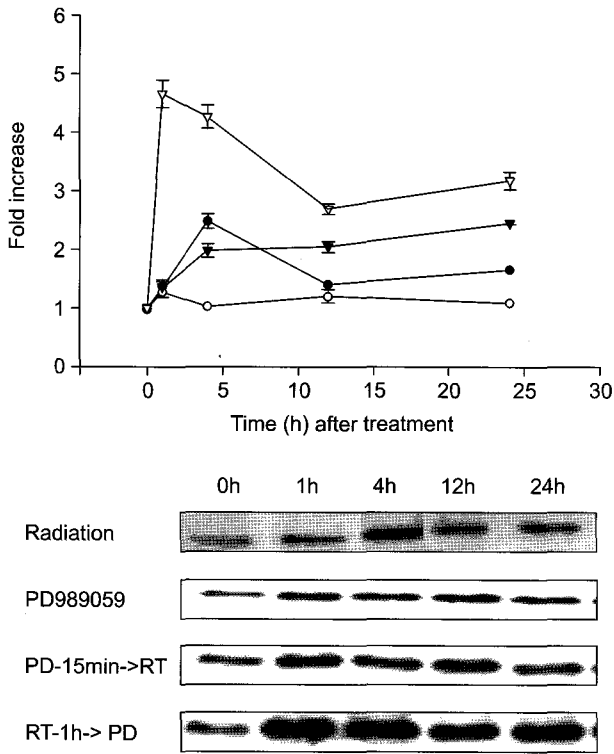 6
5
4
3
2
1
0
Fold increase
0 5 10 15 20 25 30
Time (h) after treatment
0h 1h 4h 12h 24h
Radiation
PD989059
PD-15min->RT
RT-1h-> PD